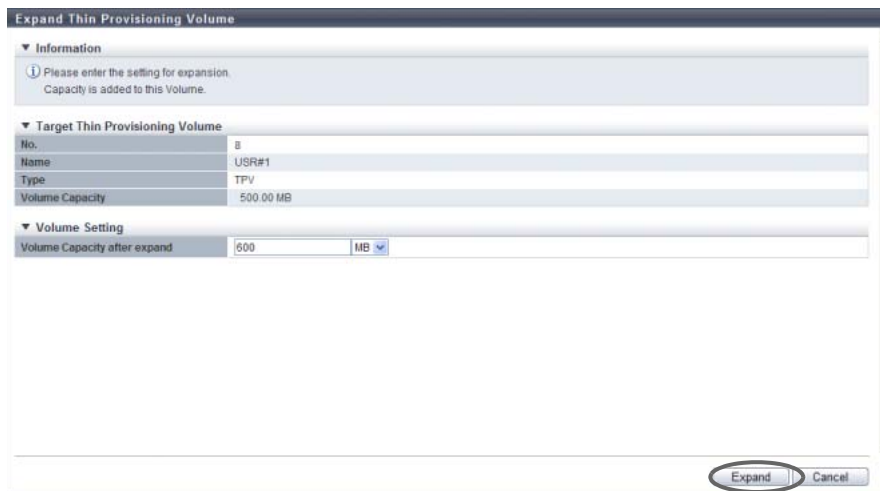 Expand Thin Provisioning Volume
Information
Please enter the setting for expansion.
Capacity is added to this Volume.
Target Thin Provisioning Volume
No. 8
Name USR#1
Type TPV
Volume Capacity 500.00 MB
Volume Setting
Volume Capacity after expand 600 MB
Expand Cancel